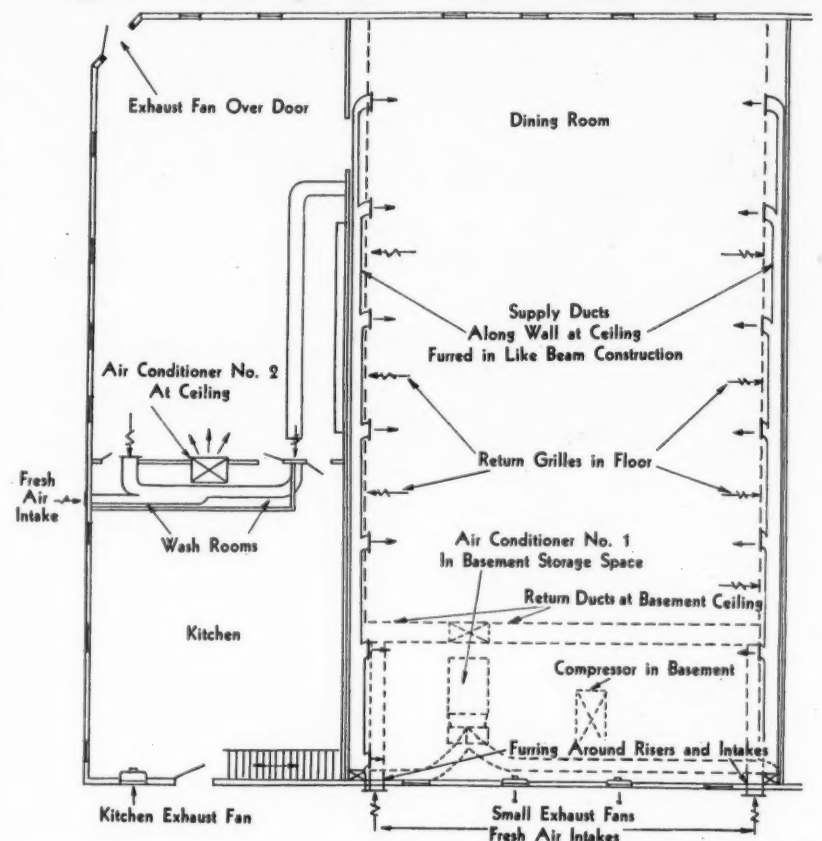 Exhaust Fan Over Door
Dining Room
Supply Ducts
Along Wall at Ceiling
Furred in Like Beam Construction
Air Conditioner No. 2
At Ceiling
Return Grilles in Floor
Fresh
Air
Intake
Wash Rooms
Air Conditioner No. 1
In Basement Storage Space
Return Ducts at Basement Ceiling
Kitchen
Compressor in Basement
Furring Around Risers and Intakes
Kitchen Exhaust Fan
Small Exhaust Fans
Fresh Air Intakes